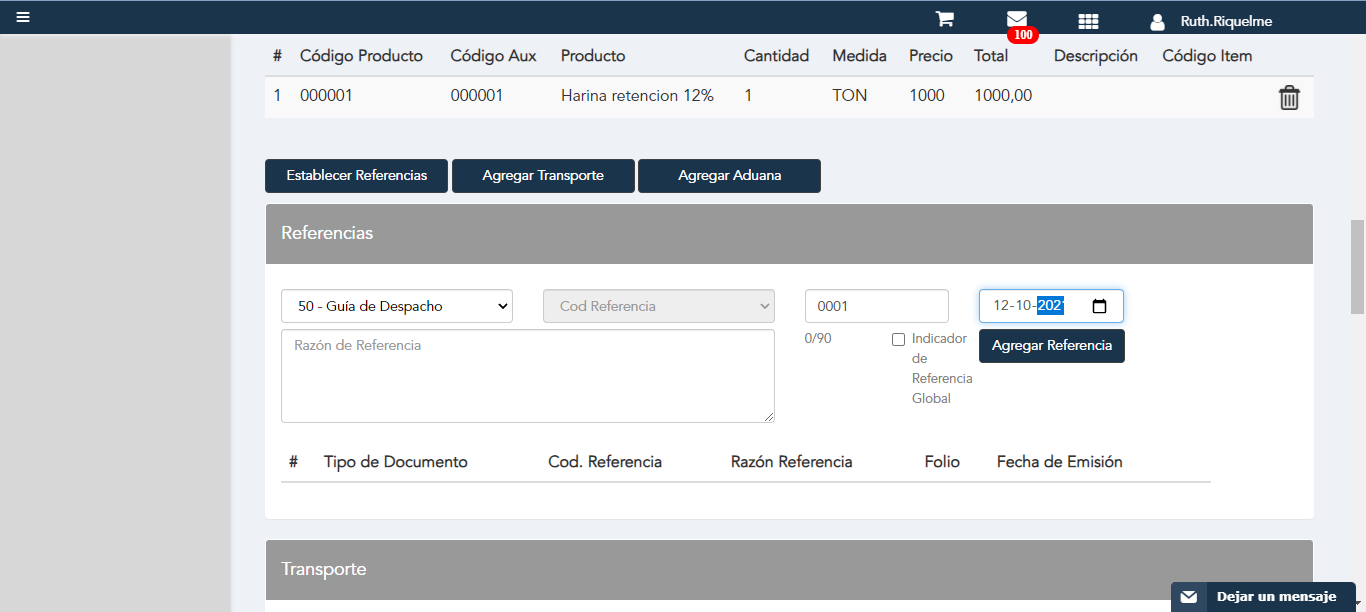 Ruth.Riquelme
100
# Código Producto Código Aux Producto Cantidad Medida Precio Total Descripción Código Item
1 000001 000001 Harina retencion 12% 1 TON 1000 1000,00
Establecer Referencias Agregar Transporte Agregar Aduana
Referencias
50 - Guía de Despacho Cod Referencia 0001 12-10-2021
Razón de Referencia 0/90 Indicador Agregar Referencia
de
Referencia
Global
# Tipo de Documento Cod. Referencia Razón Referencia Folio Fecha de Emisión
Transporte
Dejar un mensaje